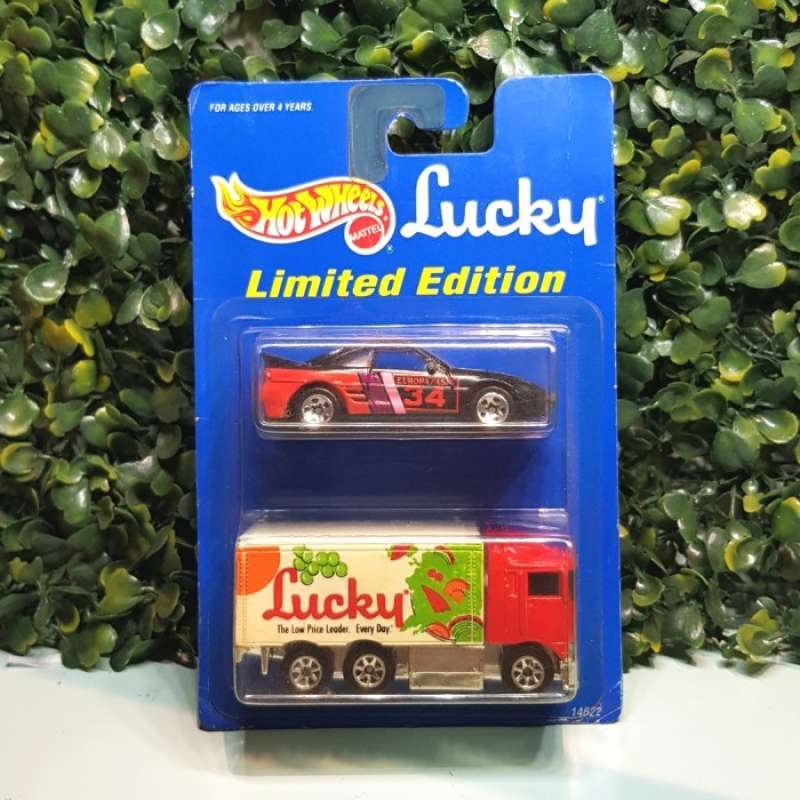 FOR AGES OVER 4 YEARS
HOT WHEELS
MATTEL
®
Lucky®
Limited Edition
34
Lucky®
The Low Price Leader. Every Day.®
14822